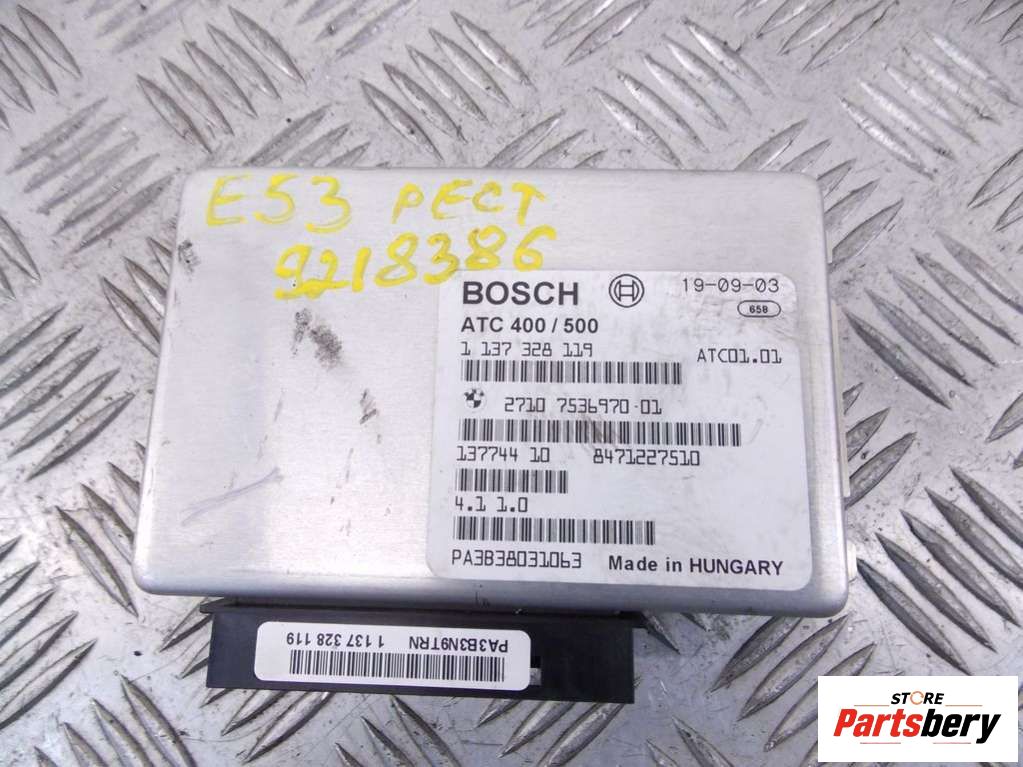 E53 РЕСТ
9218386
BOSCH 19-09-03
658
ATC 400 / 500
1 137 328 119 ATC01.01
2710 7536970-01
137744 10 8471227510
4.1 1.0
PA3B38031063 Made in HUNGARY
PA3B3N9TRN 1 137 328 119
STORE
Partsbery